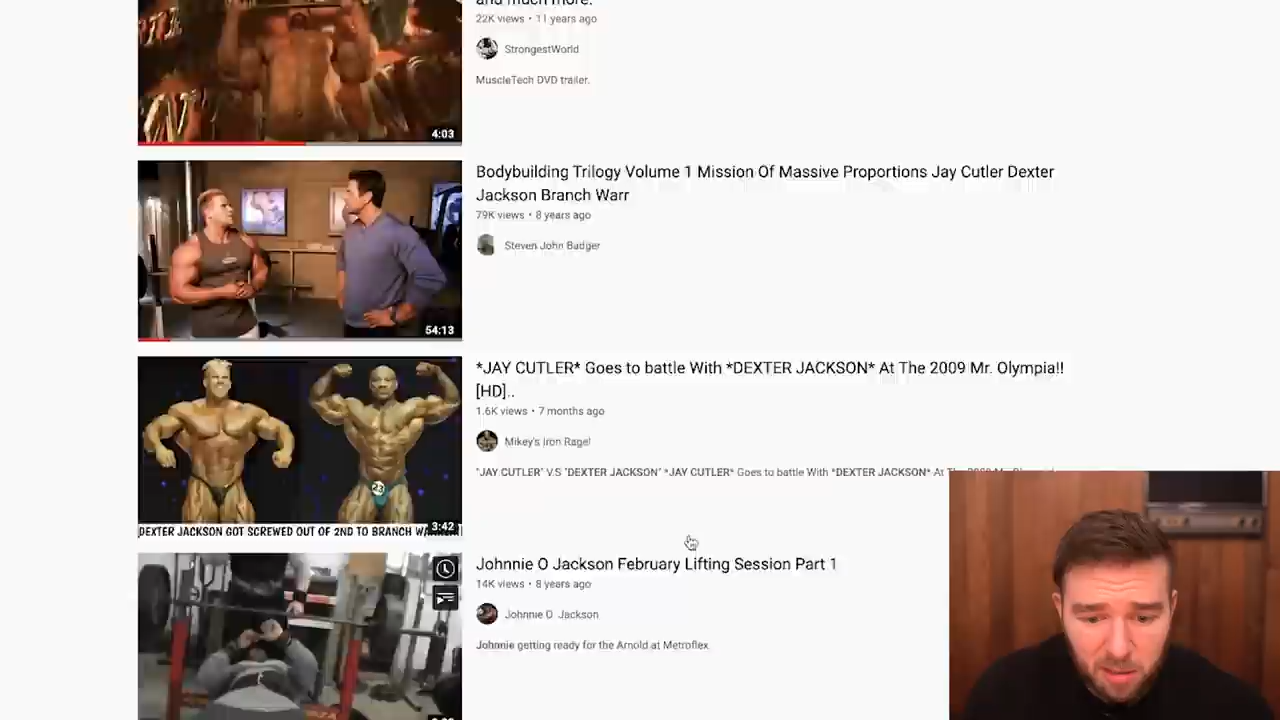 and much more.
22K views • 11 years ago
StrongestWorld
MuscleTech DVD trailer.
4:03
Bodybuilding Trilogy Volume 1 Mission Of Massive Proportions Jay Cutler Dexter
Jackson Branch Warr
79K views • 8 years ago
Steven John Badger
54:13
*JAY CUTLER* Goes to battle With *DEXTER JACKSON* At The 2009 Mr. Olympia!!
[HD]..
1.6K views • 7 months ago
Mikey's Iron Rage!
"JAY CUTLER" V.S "DEXTER JACKSON" *JAY CUTLER* Goes to battle With *DEXTER JACKSON* At The 2009 Mr.
23
3:42
DEXTER JACKSON GOT SCREWED OUT OF 2ND TO BRANCH
Johnnie O Jackson February Lifting Session Part 1
14K views • 8 years ago
Johnnie O Jackson
Johnnie getting ready for the Arnold at Metroflex.